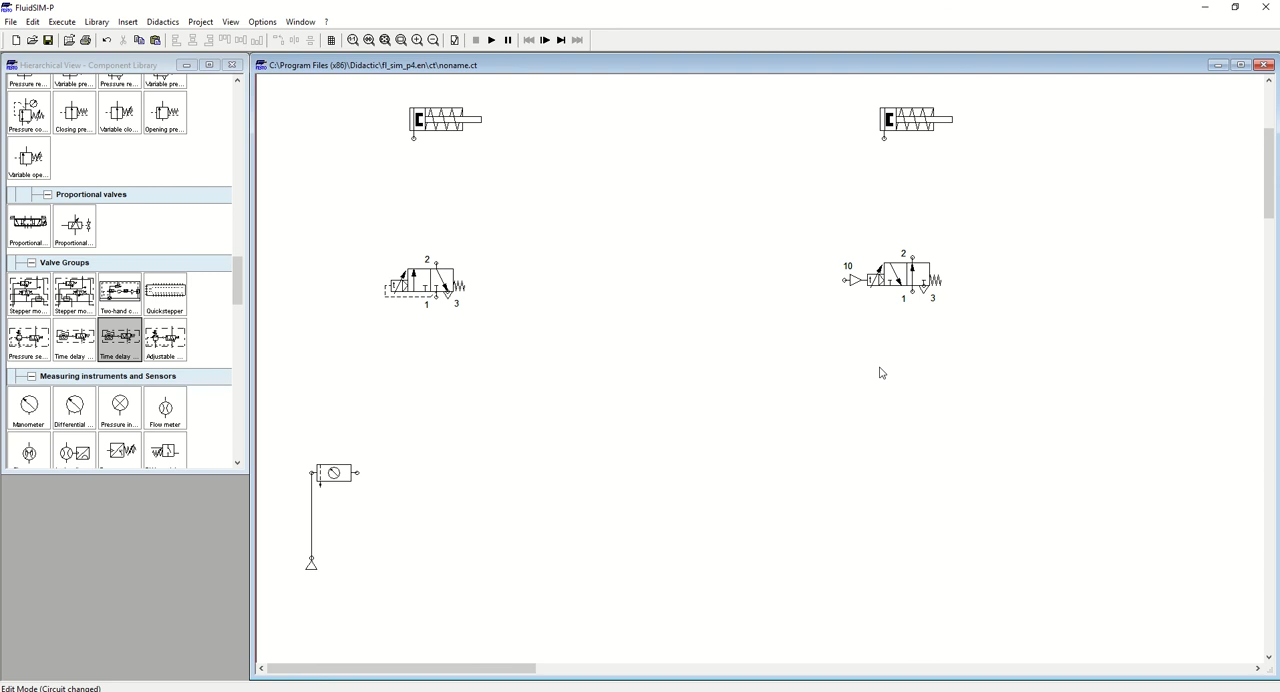 FluidSIM-P
File Edit Execute Library Insert Didactics Project View Options Window ?
Hierarchical View - Component Library
C:\Program Files (x86)\Didactic\fl_sim_p4.en\ct\noname.ct
Pressure re... Variable pre... Pressure re... Variable pre...
Pressure co... Closing pre... Variable clo... Opening pre...
Variable ope...
Proportional valves
Proportional... Proportional...
Valve Groups
Stepper mo... Stepper mo... Two-hand c... Quickstepper
Pressure se... Time delay ... Time delay ... Adjustable ...
Measuring instruments and Sensors
Manometer Differential ... Pressure in... Flow meter
2
1
3
10
2
1
3
Edit Mode (Circuit changed)